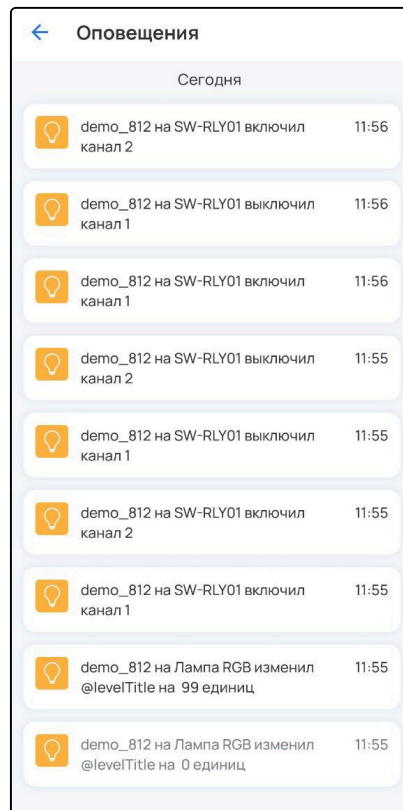 Оповещения
Сегодня
demo_812 на SW-RLY01 включил 11:56
канал 2
demo_812 на SW-RLY01 выключил 11:56
канал 1
demo_812 на SW-RLY01 включил 11:56
канал 1
demo_812 на SW-RLY01 выключил 11:55
канал 2
demo_812 на SW-RLY01 выключил 11:55
канал 1
demo_812 на SW-RLY01 включил 11:55
канал 2
demo_812 на SW-RLY01 включил 11:55
канал 1
demo_812 на Лампа RGB изменил 11:55
@levelTitle на 99 единиц
demo_812 на Лампа RGB изменил 11:55
@levelTitle на 0 единиц